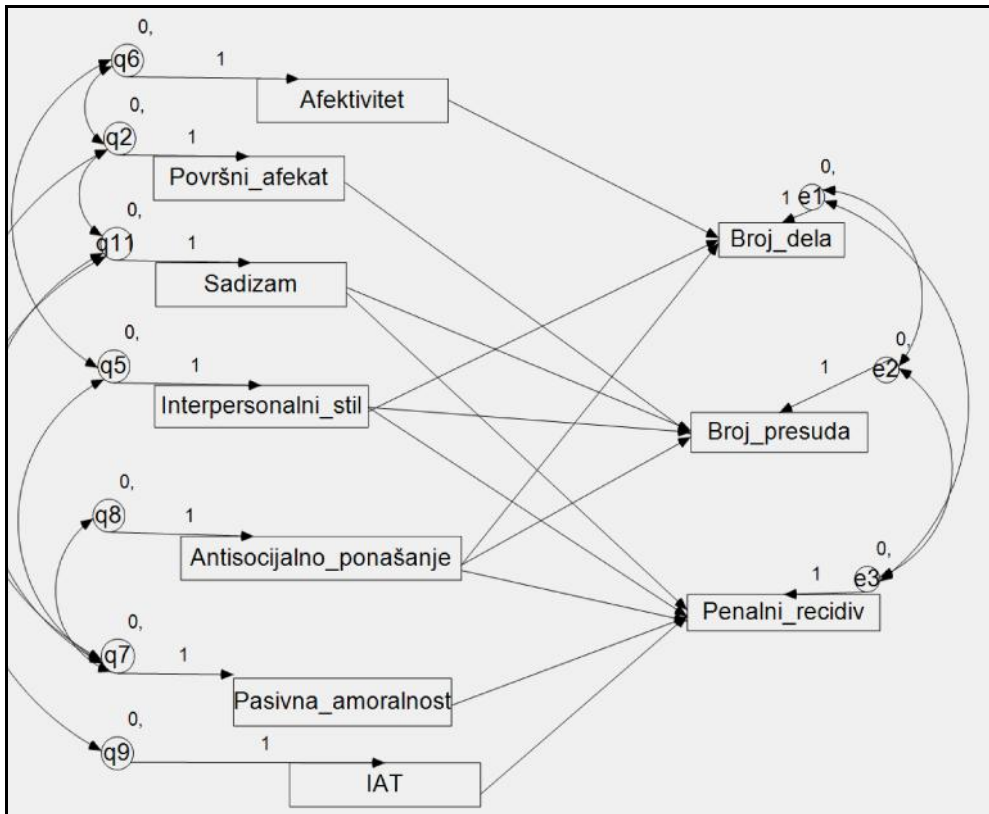 0,
q6
1
Afektivitet
0,
q2
1
Površni_afekat
0,
q11
1
Sadizam
0,
q5
1
Interpersonalni_stil
0,
q8
1
Antisocijalno_ponašanje
0,
q7
1
Pasivna_amoralnost
0,
q9
1
IAT
0,
e1
1
Broj_dela
0,
e2
1
Broj_presuda
0,
e3
1
Penalni_recidiv